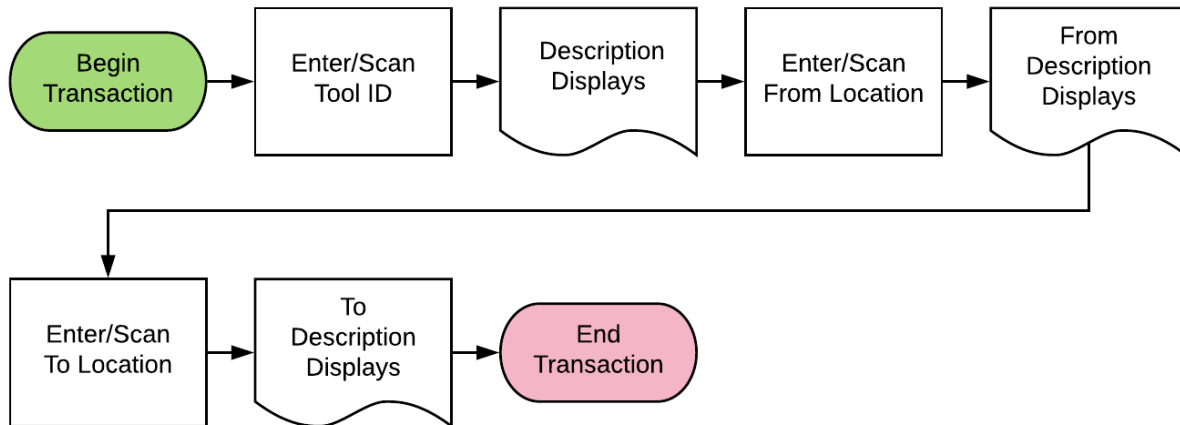 Begin
Transaction
Enter/Scan
Tool ID
Description
Displays
Enter/Scan
From Location
From
Description
Displays
Enter/Scan
To Location
To
Description
Displays
End
Transaction